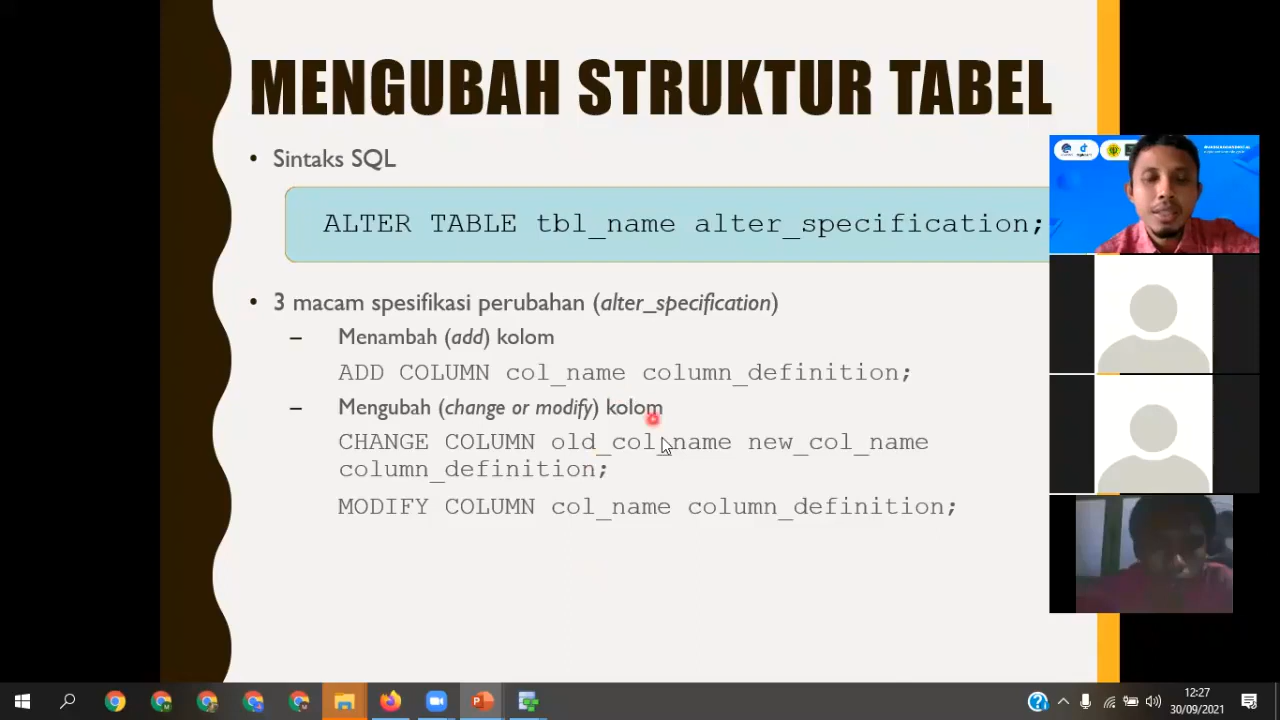 MENGUBAH STRUKTUR TABEL
• Sintaks SQL
ALTER TABLE tbl_name alter_specification;
• 3 macam spesifikasi perubahan (alter_specification)
– Menambah (add) kolom
ADD COLUMN col_name column_definition;
– Mengubah (change or modify) kolom
CHANGE COLUMN old_col_name new_col_name
column_definition;
MODIFY COLUMN col_name column_definition;
12:27
30/09/2021